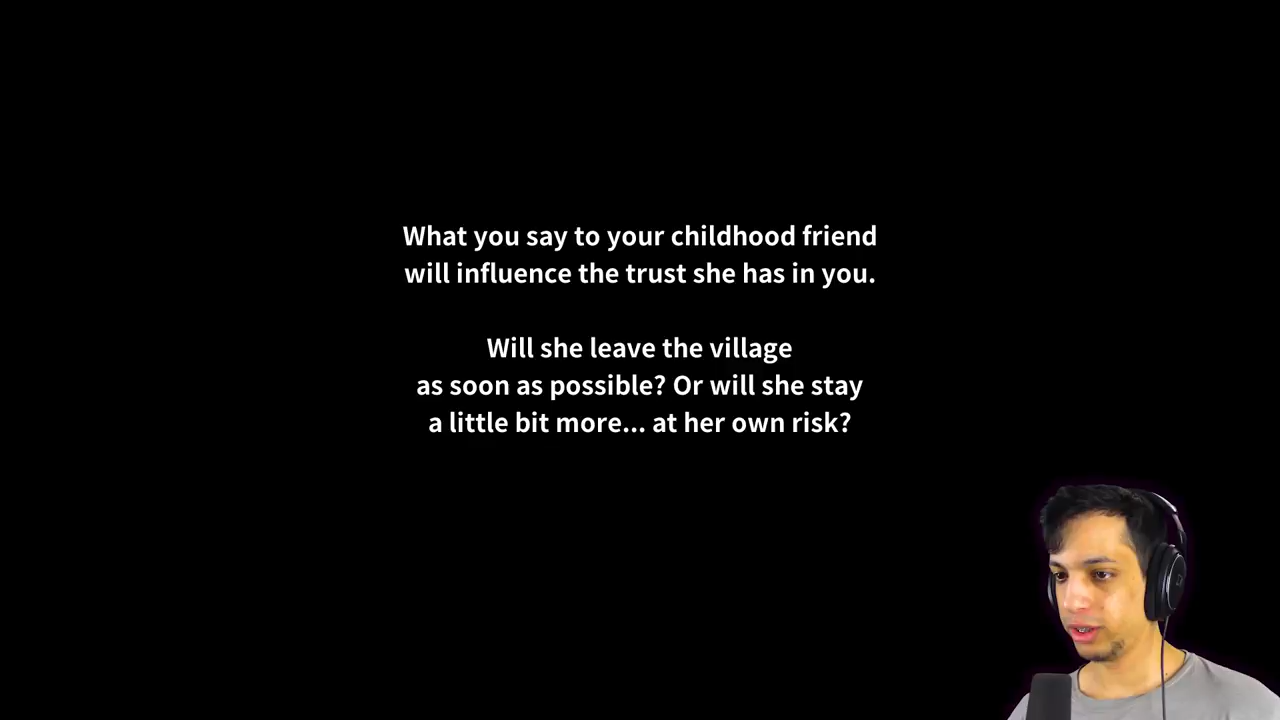 What you say to your childhood friend
will influence the trust she has in you.
Will she leave the village
as soon as possible? Or will she stay
a little bit more... at her own risk?